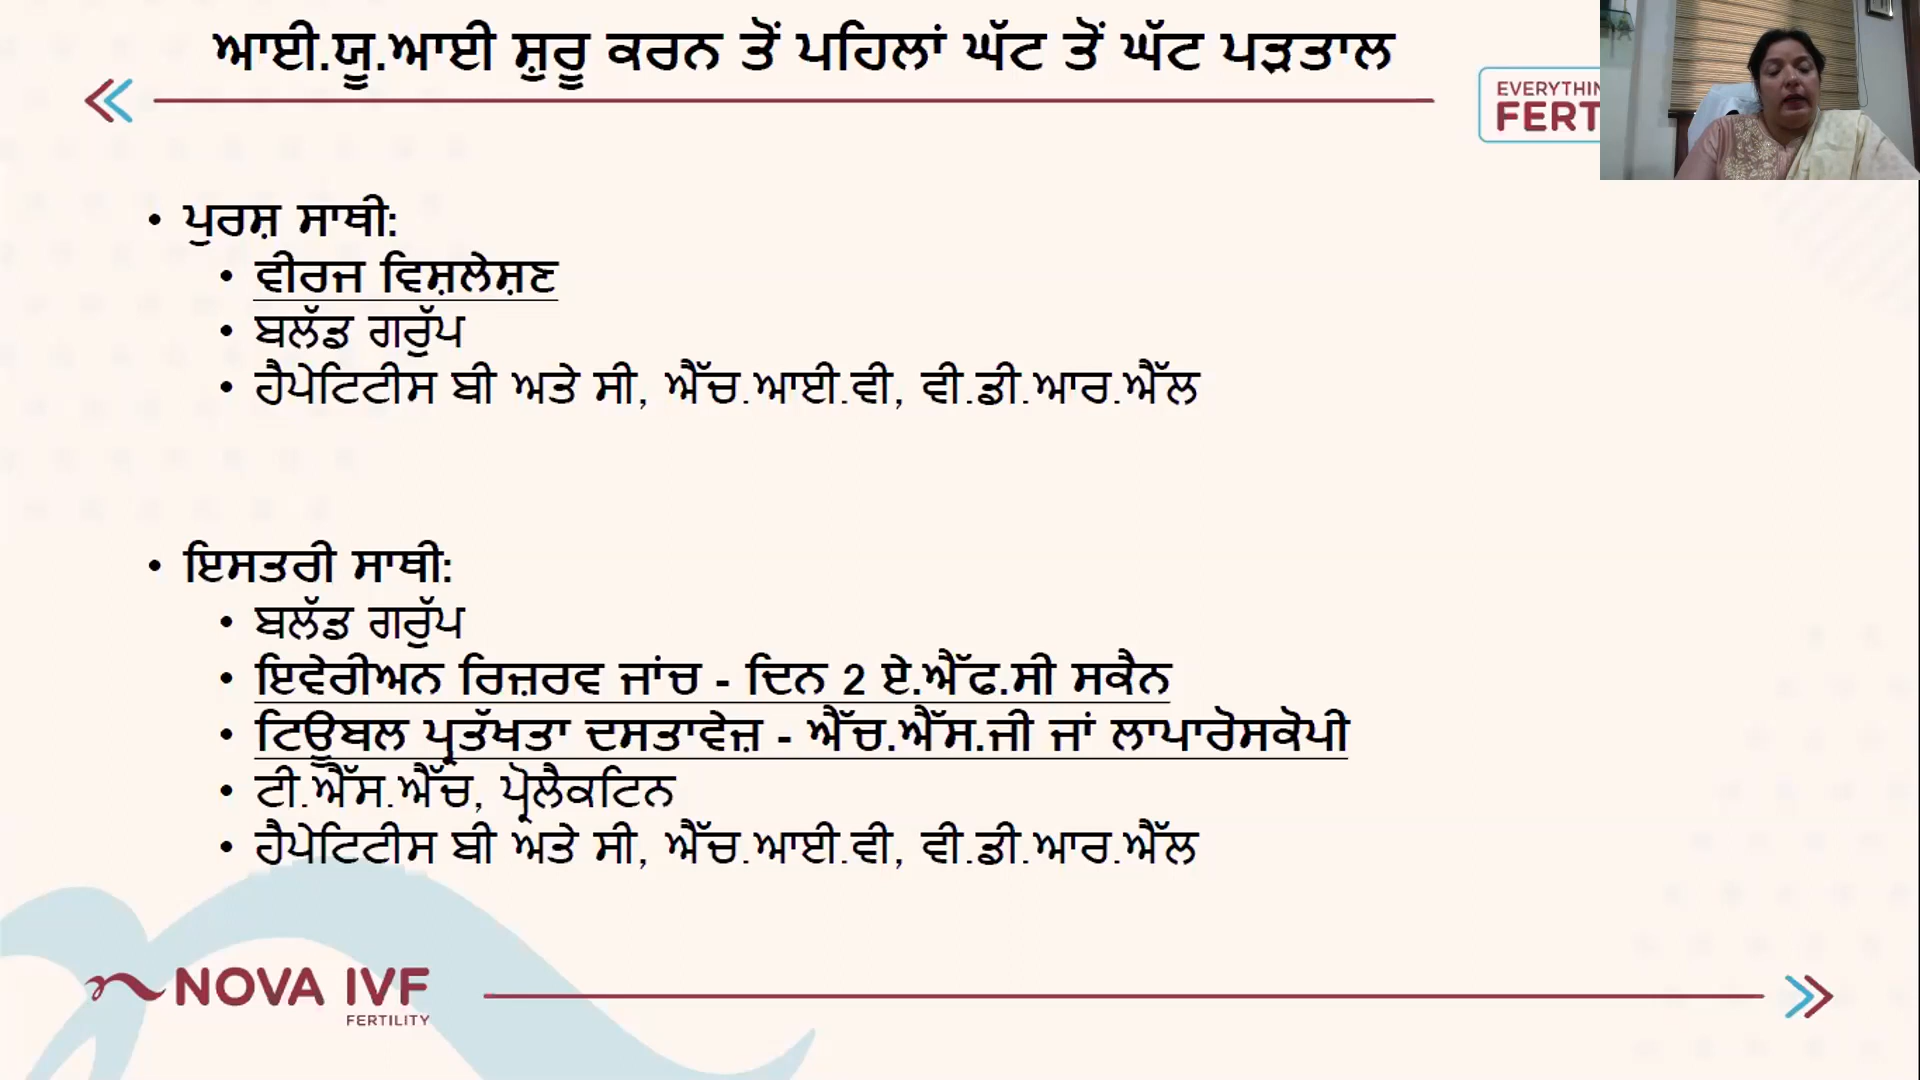 ਆਈ.ਯੂ.ਆਈ ਸ਼ੁਰੂ ਕਰਨ ਤੋਂ ਪਹਿਲਾਂ ਘੱਟ ਤੋਂ ਘੱਟ ਪੜਤਾਲ
EVERYTHIN
FERT
• ਪੁਰਸ਼ ਸਾਥੀ:
• ਵੀਰਜ ਵਿਸ਼ਲੇਸ਼ਣ
• ਬਲੱਡ ਗਰੁੱਪ
• ਹੈਪੇਟਿਟੀਸ ਬੀ ਅਤੇ ਸੀ, ਐੱਚ.ਆਈ.ਵੀ, ਵੀ.ਡੀ.ਆਰ.ਐੱਲ
• ਇਸਤਰੀ ਸਾਥੀ:
• ਬਲੱਡ ਗਰੁੱਪ
• ਇਵੇਰੀਅਨ ਰਿਜ਼ਰਵ ਜਾਂਚ - ਦਿਨ 2 ਏ.ਐੱਫ.ਸੀ ਸਕੈਨ
• ਟਿਊਬਲ ਪ੍ਰਤੱਖਤਾ ਦਸਤਾਵੇਜ਼ - ਐੱਚ.ਐੱਸ.ਜੀ ਜਾਂ ਲਾਪਾਰੋਸਕੋਪੀ
• ਟੀ.ਐੱਸ.ਐੱਚ, ਪ੍ਰੋਲੈਕਟਿਨ
• ਹੈਪੇਟਿਟੀਸ ਬੀ ਅਤੇ ਸੀ, ਐੱਚ.ਆਈ.ਵੀ, ਵੀ.ਡੀ.ਆਰ.ਐੱਲ
NOVA IVF
FERTILITY